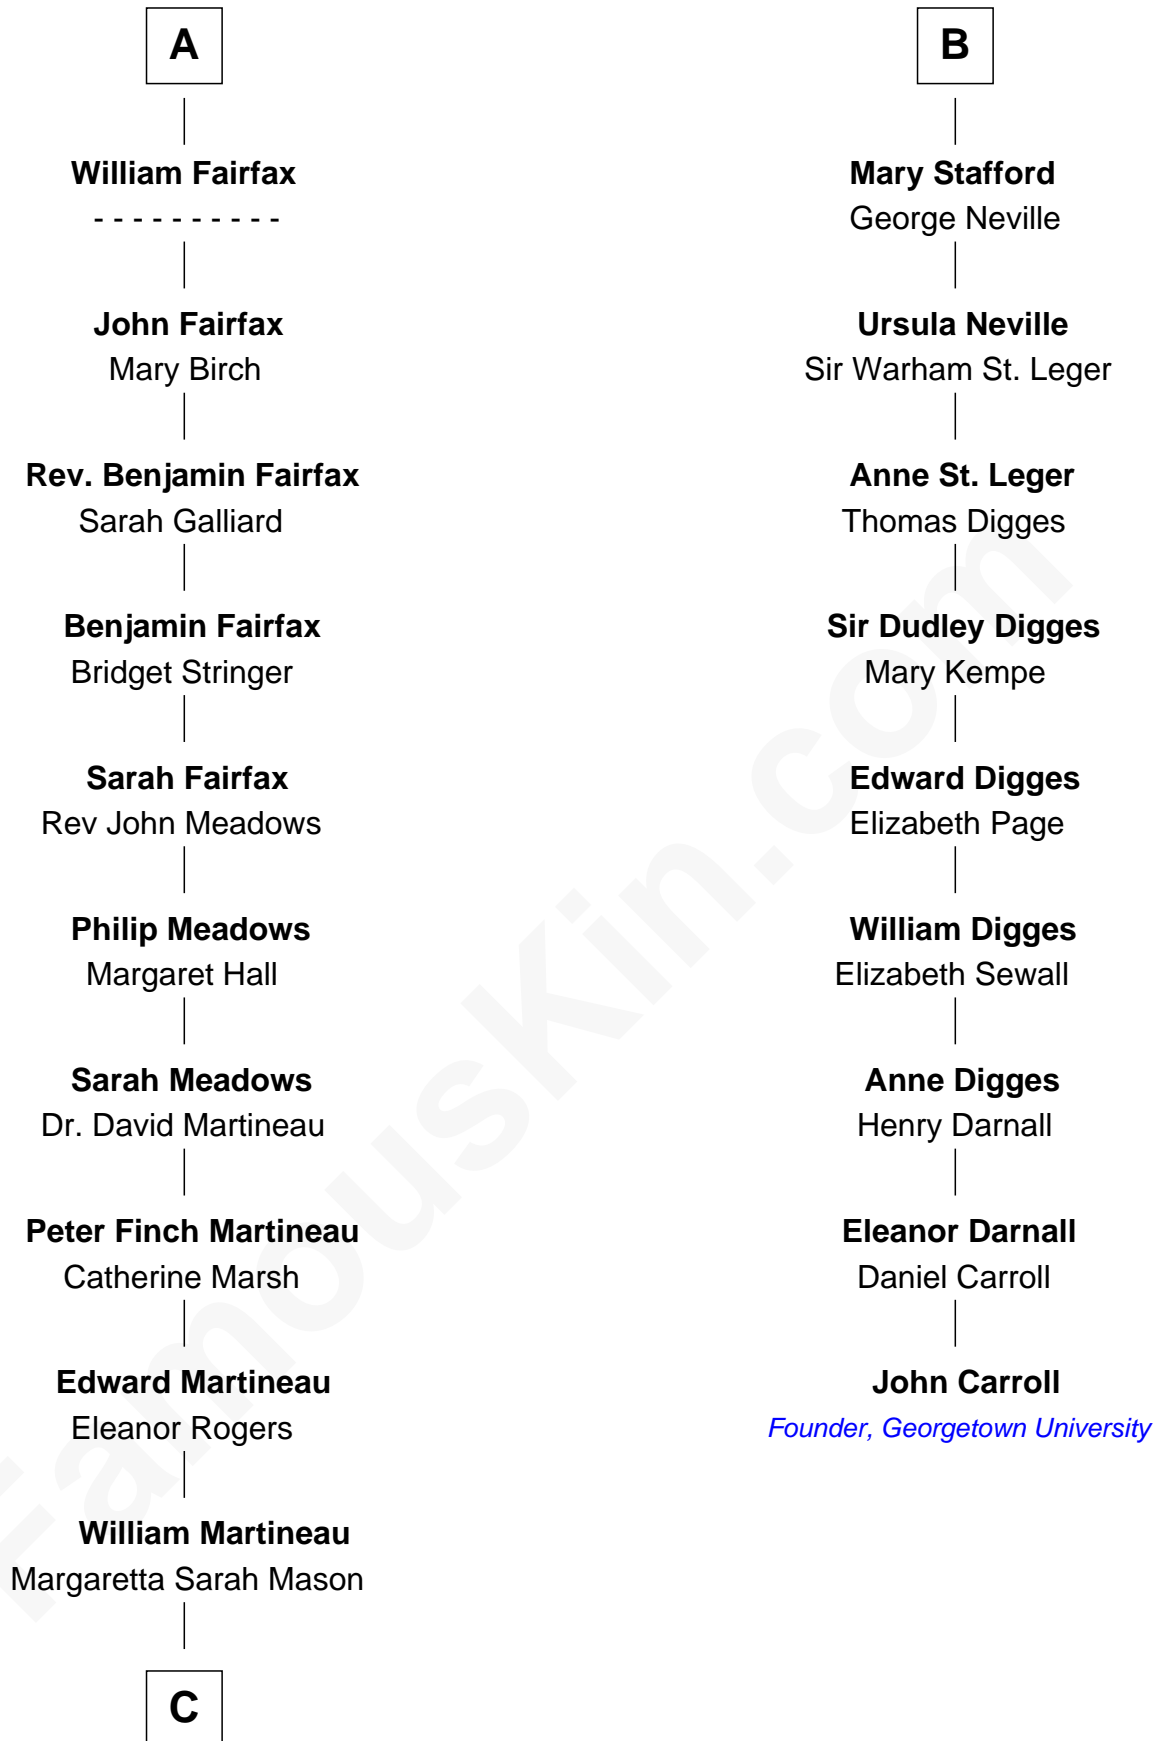 A
William Fairfax
- - - - - - - - - -
John Fairfax
Mary Birch
Rev. Benjamin Fairfax
Sarah Galliard
Benjamin Fairfax
Bridget Stringer
Sarah Fairfax
Rev John Meadows
Philip Meadows
Margaret Hall
Sarah Meadows
Dr. David Martineau
Peter Finch Martineau
Catherine Marsh
Edward Martineau
Eleanor Rogers
William Martineau
Margaretta Sarah Mason
C
B
Mary Stafford
George Neville
Ursula Neville
Sir Warham St. Leger
Anne St. Leger
Thomas Digges
Sir Dudley Digges
Mary Kempe
Edward Digges
Elizabeth Page
William Digges
Elizabeth Sewall
Anne Digges
Henry Darnall
Eleanor Darnall
Daniel Carroll
John Carroll
Founder, Georgetown University
FamousKin.com